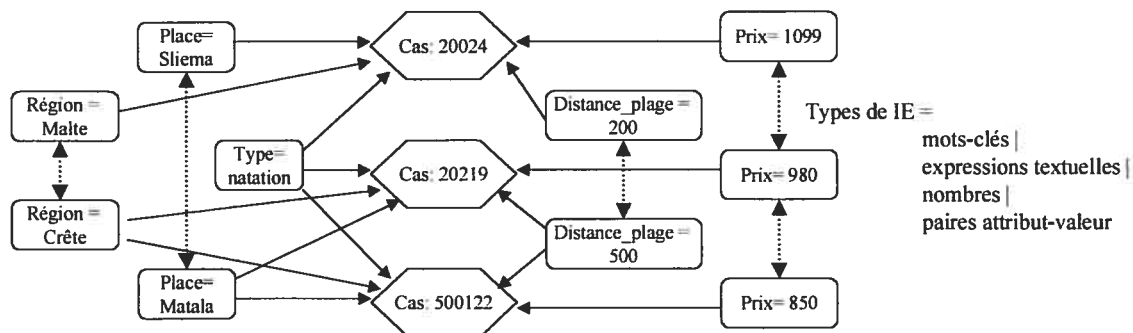 Place=
Sliema
Cas: 20024
Prix= 1099
Région =
Malte
Distance_plage =
200
Types de IE =
mots-clés |
expressions textuelles |
nombres |
paires attribut-valeur
Type=
natation
Cas: 20219
Prix= 980
Région =
Crête
Distance_plage =
500
Place=
Matala
Cas: 500122
Prix= 850